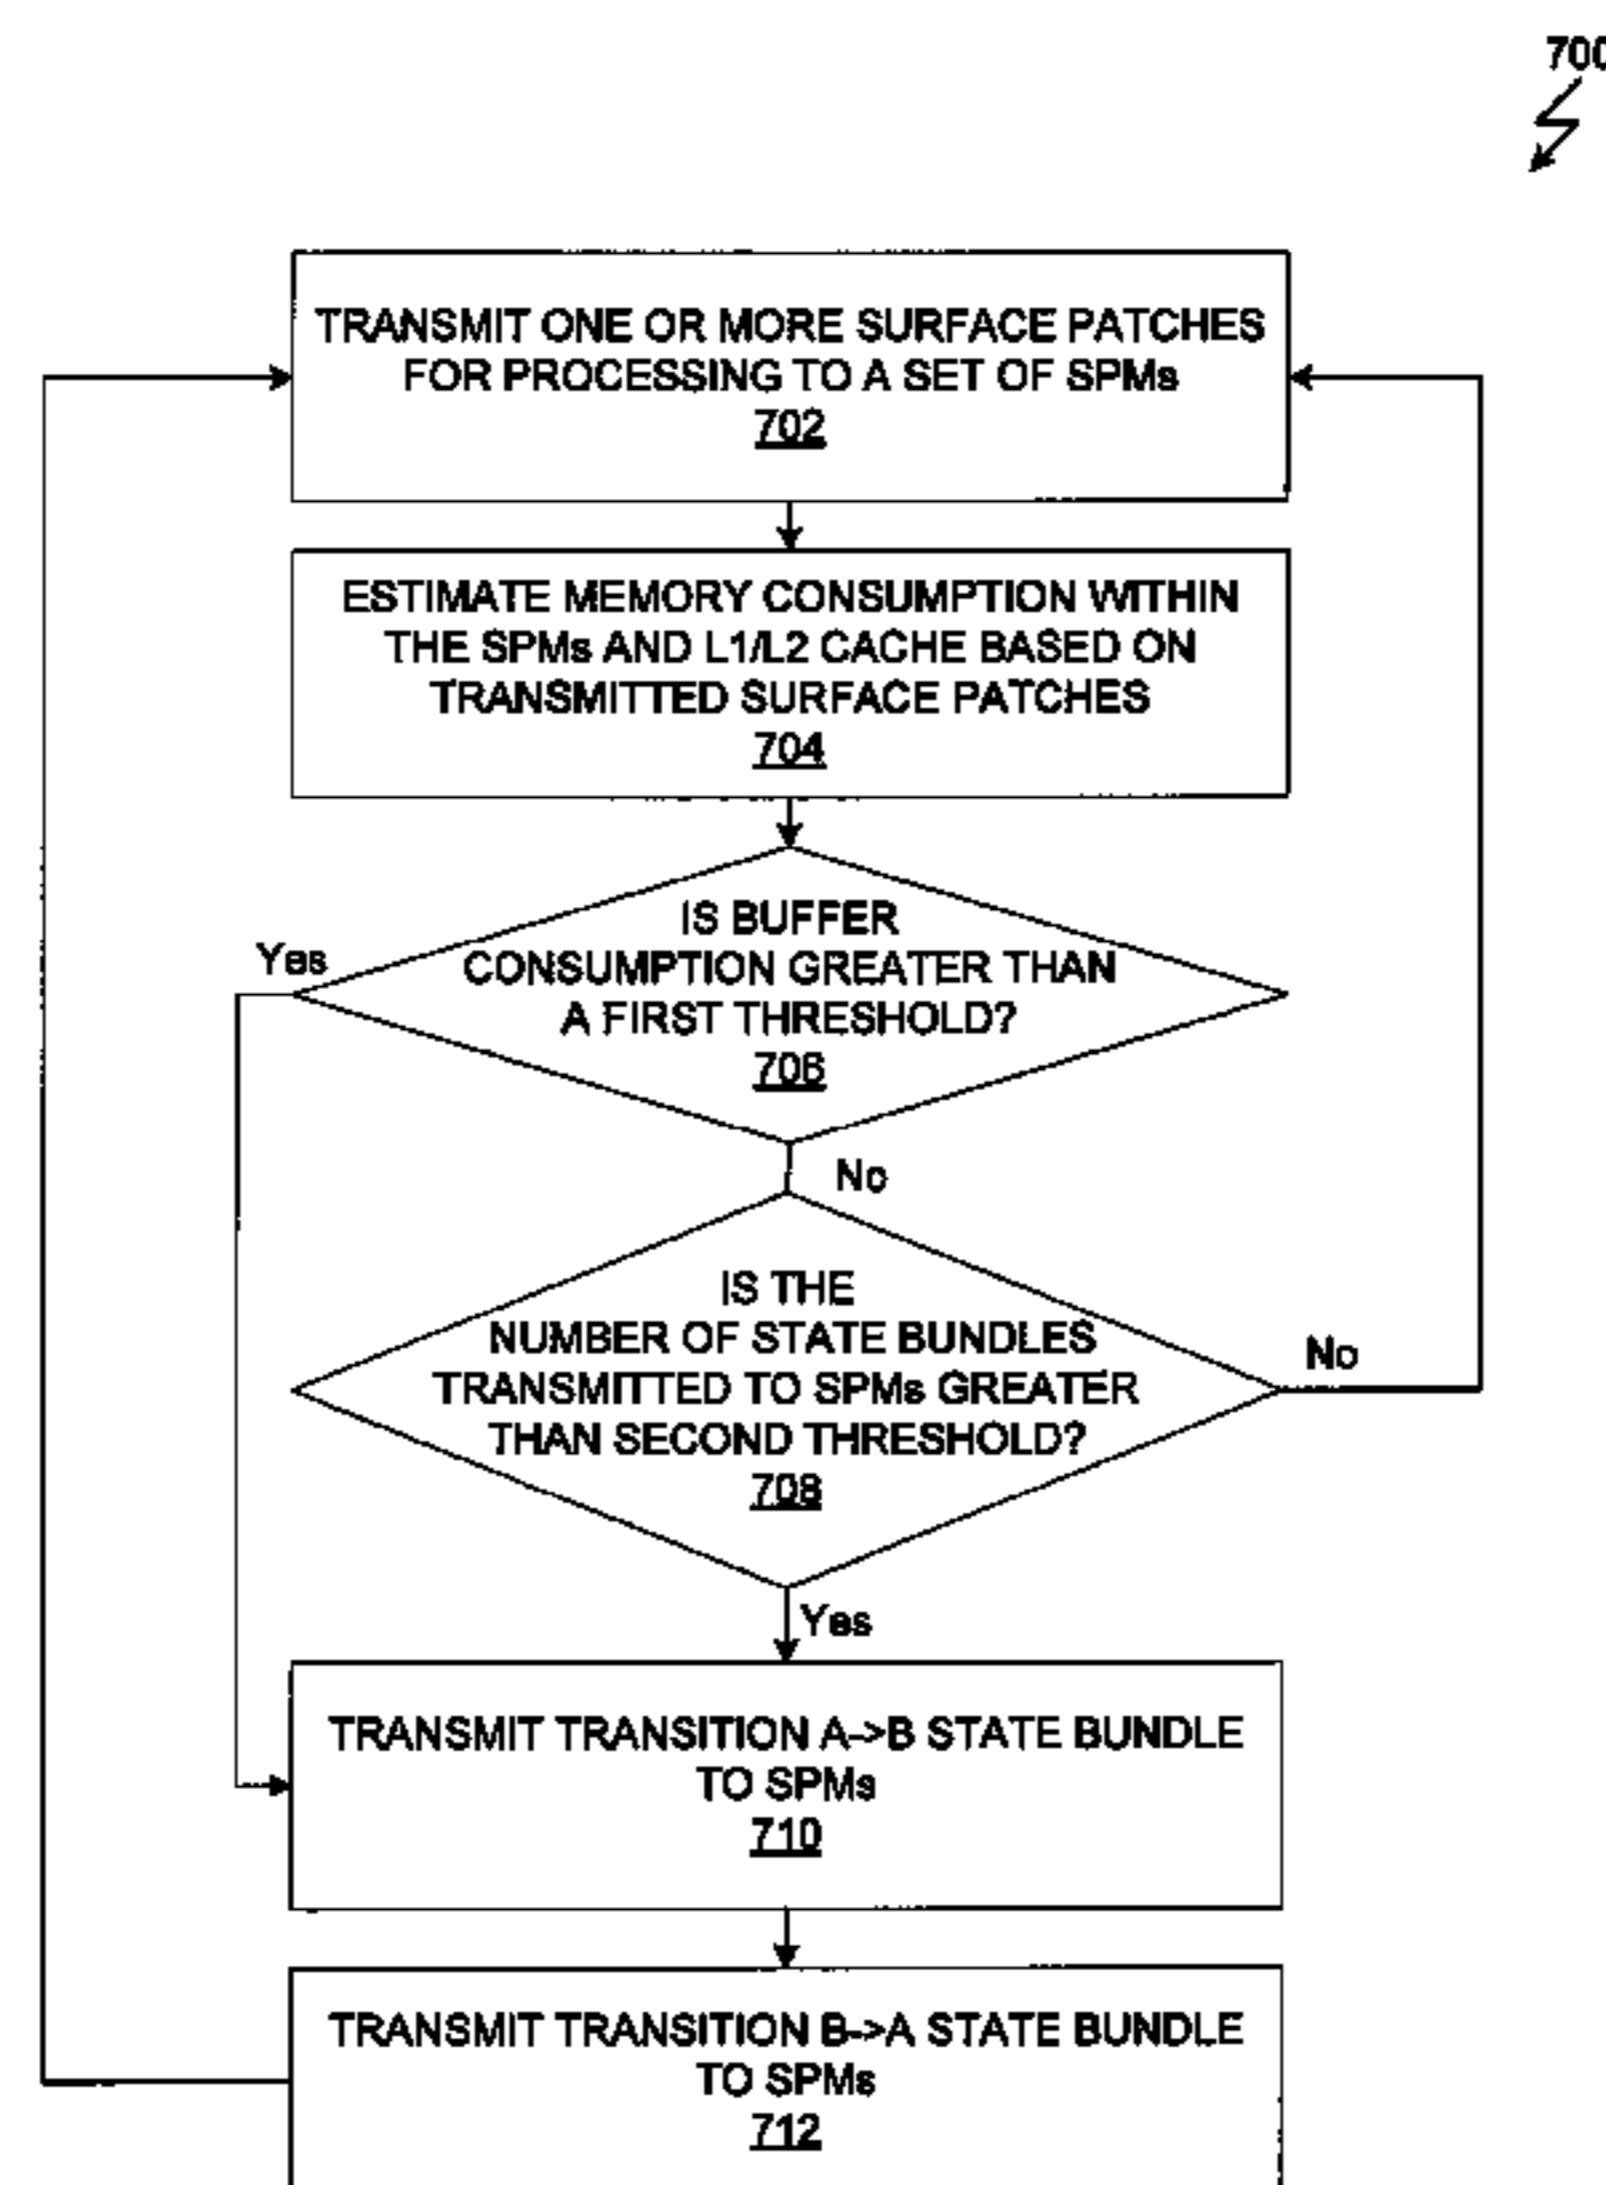 700
TRANSMIT ONE OR MORE SURFACE PATCHES
FOR PROCESSING TO A SET OF SPMs
702
ESTIMATE MEMORY CONSUMPTION WITHIN
THE SPMs AND L1/L2 CACHE BASED ON
TRANSMITTED SURFACE PATCHES
704
IS BUFFER
CONSUMPTION GREATER THAN
A FIRST THRESHOLD?
706
Yes
No
IS THE
NUMBER OF STATE BUNDLES
TRANSMITTED TO SPMs GREATER
THAN SECOND THRESHOLD?
708
No
Yes
TRANSMIT TRANSITION A->B STATE BUNDLE
TO SPMs
710
TRANSMIT TRANSITION B->A STATE BUNDLE
TO SPMs
712